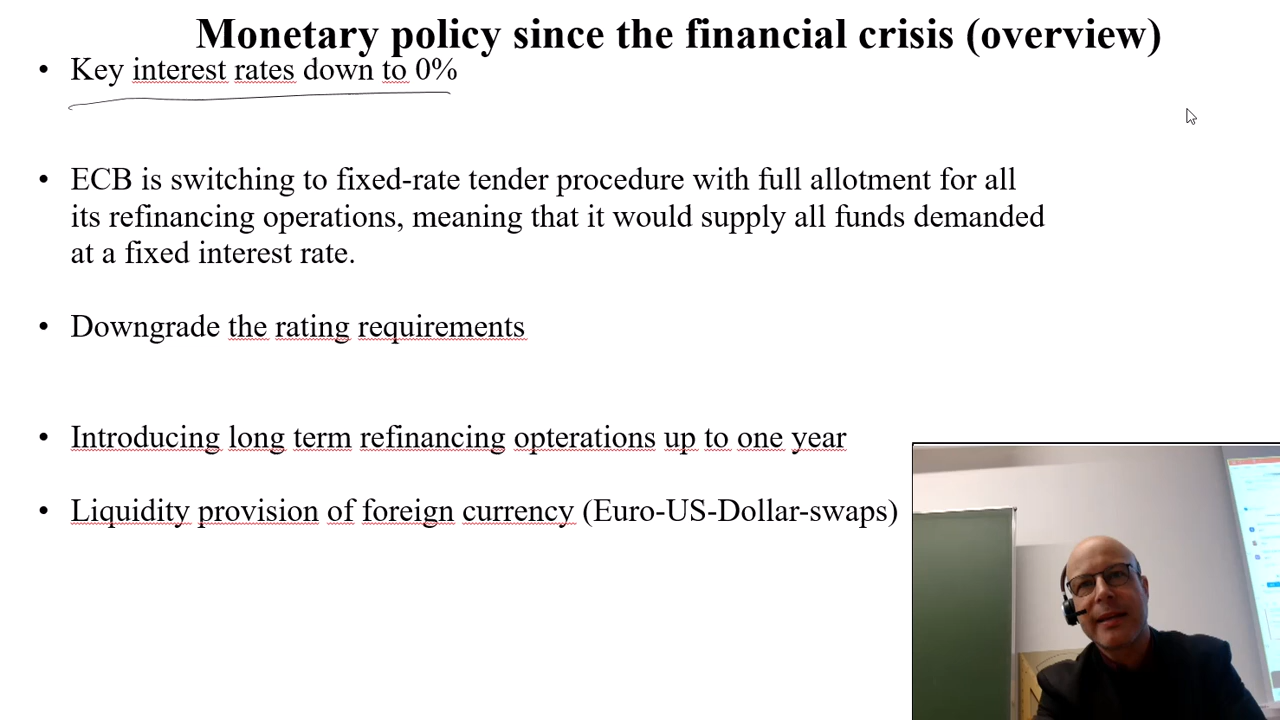 Monetary policy since the financial crisis (overview)
• Key interest rates down to 0%
• ECB is switching to fixed-rate tender procedure with full allotment for all
its refinancing operations, meaning that it would supply all funds demanded
at a fixed interest rate.
• Downgrade the rating requirements
• Introducing long term refinancing opterations up to one year
• Liquidity provision of foreign currency (Euro-US-Dollar-swaps)